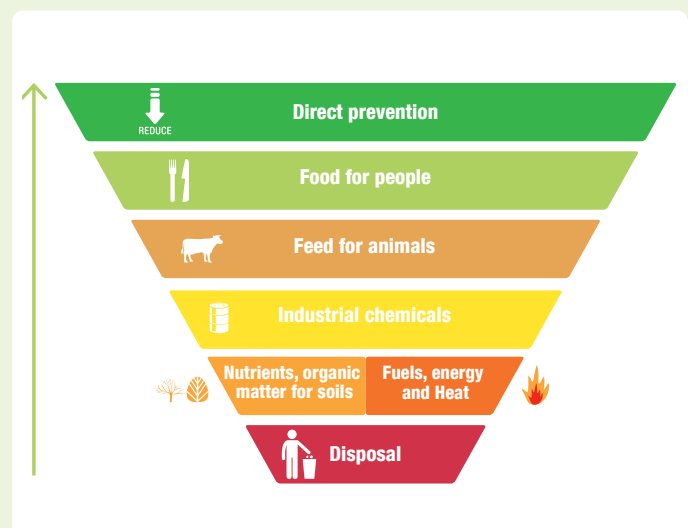 REDUCE
Direct prevention
Food for people
Feed for animals
Industrial chemicals
Nutrients, organic
matter for soils
Fuels, energy
and Heat
Disposal